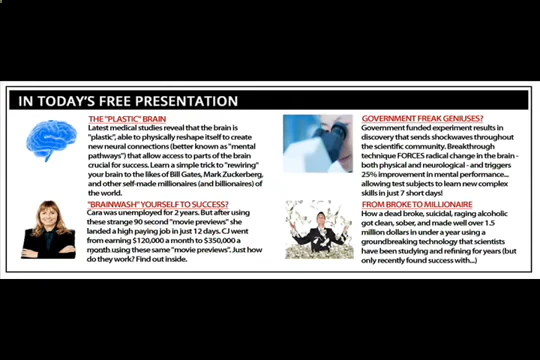 IN TODAY'S FREE PRESENTATION
THE "PLASTIC" BRAIN
Latest medical studies reveal that the brain is
"plastic", able to physically reshape itself to create
new neural connections (better known as "mental
pathways") that allow access to parts of the brain
crucial for success. Learn a simple trick to "rewiring"
your brain to the likes of Bill Gates, Mark Zuckerberg,
and other self-made millionaires (and billionaires) of
the world.
"BRAINWASH" YOURSELF TO SUCCESS?
Cara was unemployed for 2 years. But after using
these strange 90 second "movie previews" she
landed a high paying job in just 12 days. CJ went
from earning $120,000 a month to $350,000 a
month using these same "movie previews". Just how
do they work? Find out inside.
GOVERNMENT FREAK GENIUSES?
Government funded experiment results in
discovery that sends shockwaves throughout
the scientific community. Breakthrough
technique FORCES radical change in the brain -
both physical and neurological - and triggers
25% improvement in mental performance...
allowing test subjects to learn new complex
skills in just 7 short days!
FROM BROKE TO MILLIONAIRE
How a dead broke, suicidal, raging alcoholic
got clean, sober, and made well over 1.5
million dollars in under a year using a
groundbreaking technology that scientists
have been studying and refining for years (but
only recently found success with...)